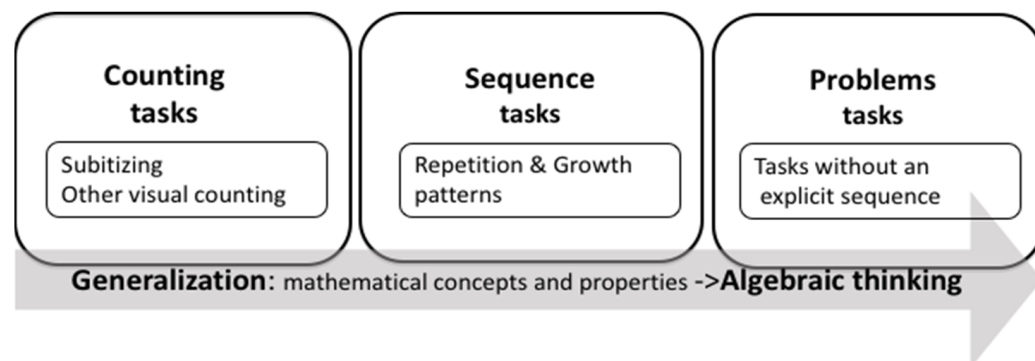 Counting
tasks
Subitizing
Other visual counting
Sequence
tasks
Repetition & Growth
patterns
Problems
tasks
Tasks without an
explicit sequence
Generalization: mathematical concepts and properties ->Algebraic thinking